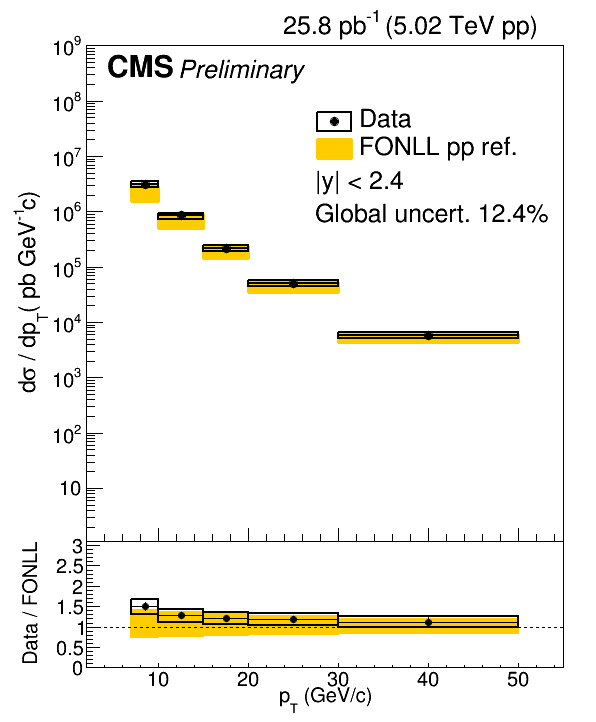 25.8 pb⁻¹ (5.02 TeV pp)
CMS Preliminary
Data
FONLL pp ref.
|y| < 2.4
Global uncert. 12.4%
dσ / dp_T ( pb GeV⁻¹c)
10⁹
10⁸
10⁷
10⁶
10⁵
10⁴
10³
10²
10
Data / FONLL
3
2.5
2
1.5
1
0.5
0
10 20 30 40 50
p_T (GeV/c)